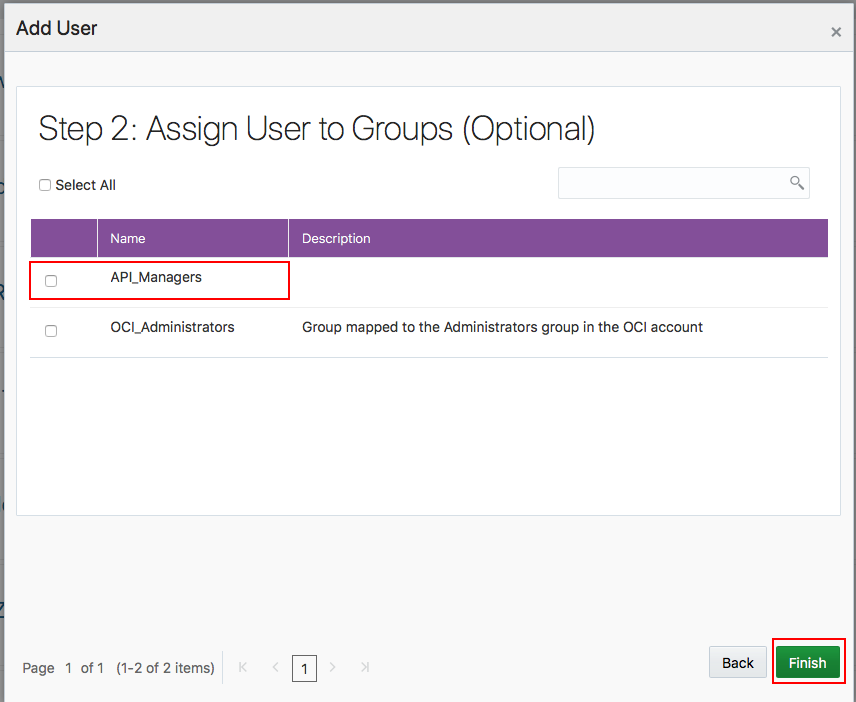 Add User
×
Step 2: Assign User to Groups (Optional)
Select All
Name Description
API_Managers
OCI_Administrators Group mapped to the Administrators group in the OCI account
Page 1 of 1 (1-2 of 2 items) 1
Back Finish